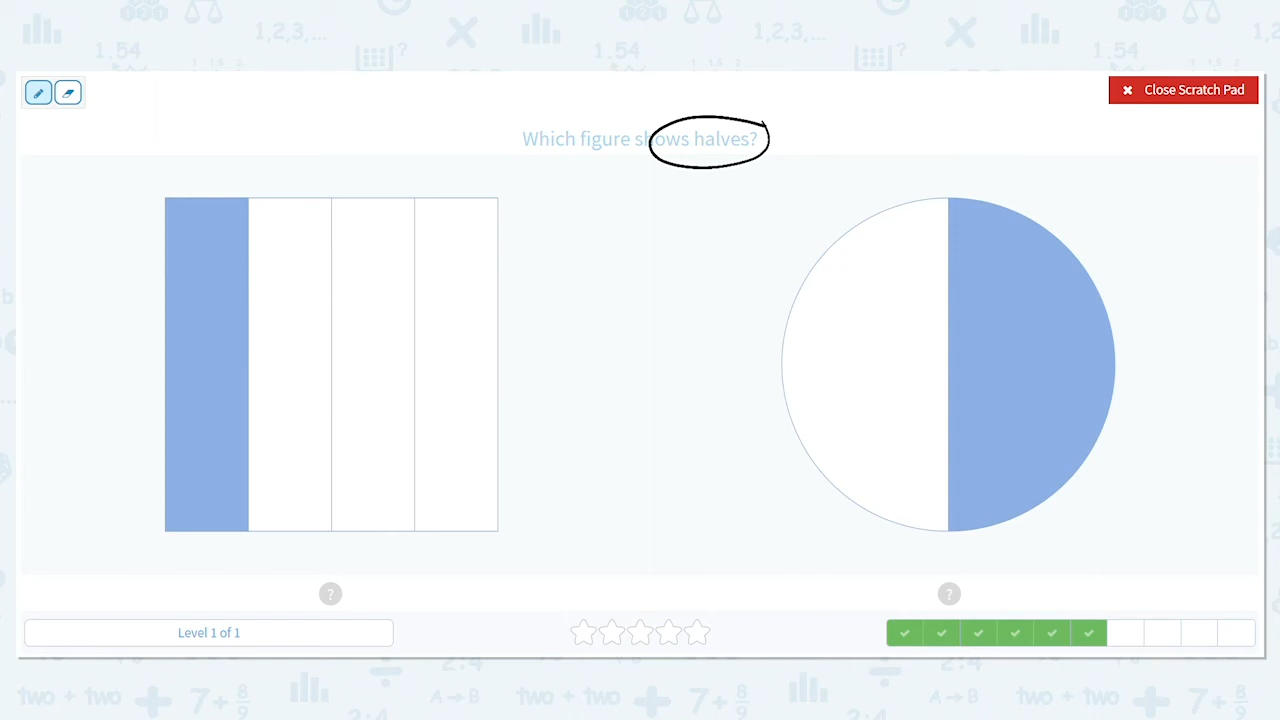 Close Scratch Pad
Which figure shows halves?
?
?
Level 1 of 1